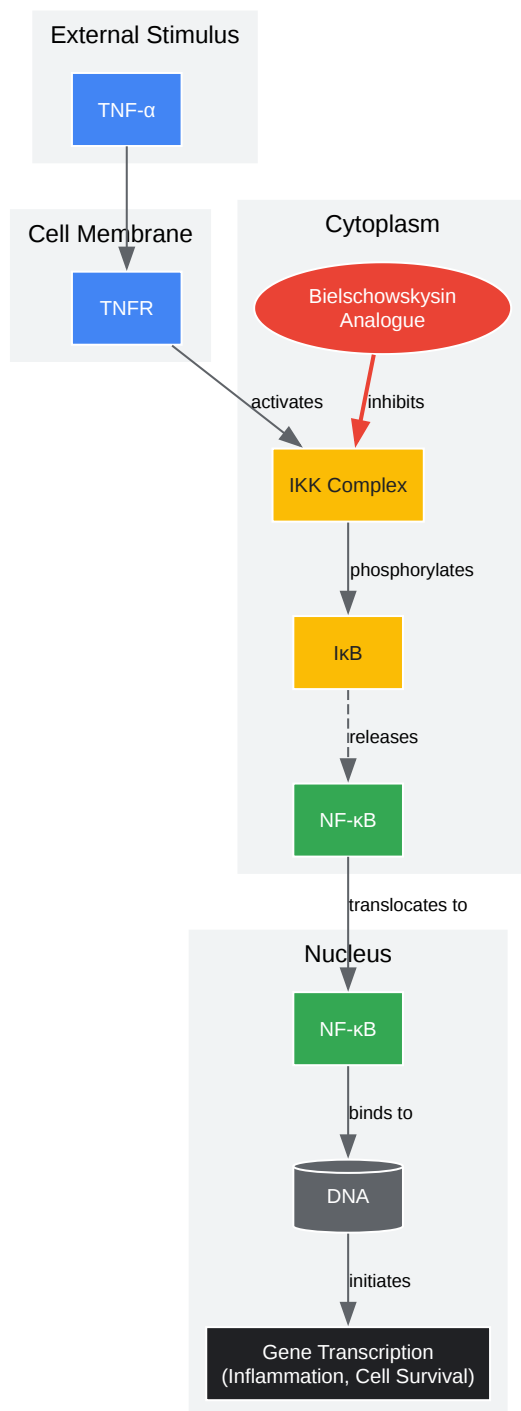 External Stimulus
TNF-α
Cell Membrane
TNFR
Cytoplasm
Bielschowskysin
Analogue
activates
inhibits
IKK Complex
phosphorylates
IκB
releases
NF-κB
translocates to
Nucleus
NF-κB
binds to
DNA
initiates
Gene Transcription
(Inflammation, Cell Survival)